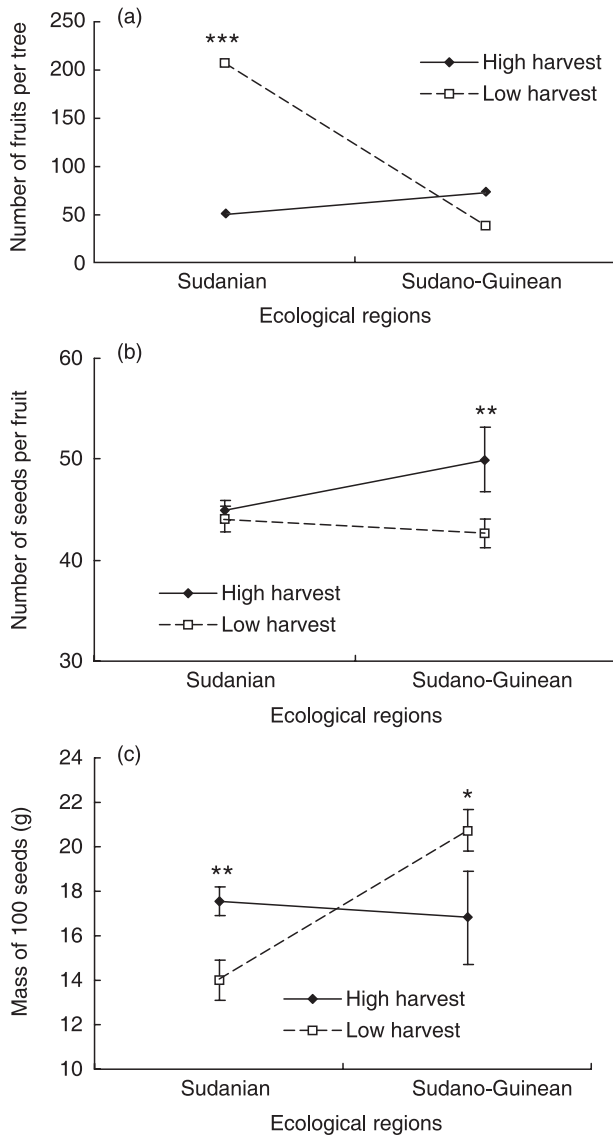 (a)
***
High harvest
Low harvest
250
200
150
100
50
0
Number of fruits per tree
Sudanian
Sudano-Guinean
Ecological regions
(b)
**
60
50
40
30
Number of seeds per fruit
High harvest
Low harvest
Sudanian
Sudano-Guinean
Ecological regions
(c)
*
**
24
22
20
18
16
14
12
10
Mass of 100 seeds (g)
High harvest
Low harvest
Sudanian
Sudano-Guinean
Ecological regions